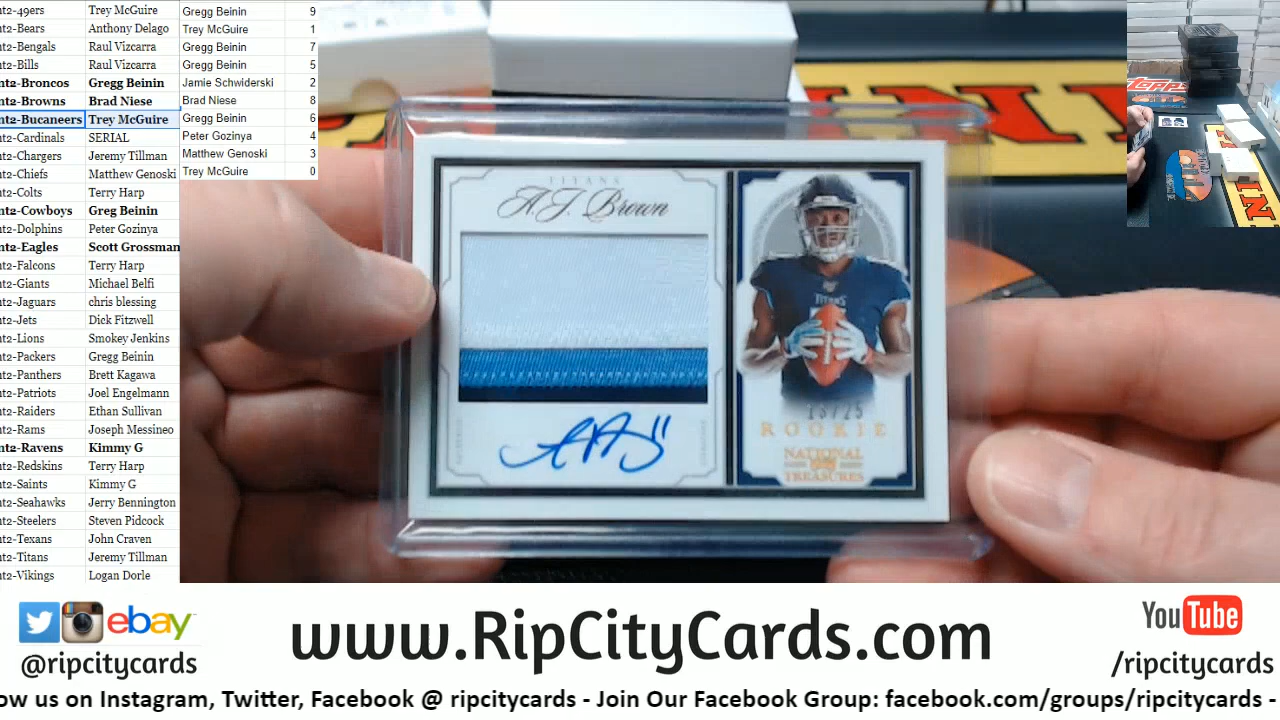 nt2-49ers Trey McGuire
nt2-Bears Anthony Delago
nt2-Bengals Raul Vizcarra
nt2-Bills Raul Vizcarra
nt2-Broncos Gregg Beinin
nt2-Browns Brad Niese
nt2-Bucaneers Trey McGuire
nt2-Cardinals SERIAL
nt2-Chargers Jeremy Tillman
nt2-Chiefs Matthew Genoski
nt2-Colts Terry Harp
nt2-Cowboys Greg Beinin
nt2-Dolphins Peter Gozinya
nt2-Eagles Scott Grossman
nt2-Falcons Terry Harp
nt2-Giants Michael Belfi
nt2-Jaguars chris blessing
nt2-Jets Dick Fitzwell
nt2-Lions Smokey Jenkins
nt2-Packers Gregg Beinin
nt2-Panthers Brett Kagawa
nt2-Patriots Joel Engelmann
nt2-Raiders Ethan Sullivan
nt2-Rams Joseph Messineo
nt2-Ravens Kimmy G
nt2-Redskins Terry Harp
nt2-Saints Kimmy G
nt2-Seahawks Jerry Bennington
nt2-Steelers Steven Pidcock
nt2-Texans John Craven
nt2-Titans Jeremy Tillman
nt2-Vikings Logan Dorle
Gregg Beinin 9
Trey McGuire 1
Gregg Beinin 7
Gregg Beinin 5
Jamie Schwiderski 2
Brad Niese 8
Gregg Beinin 6
Peter Gozinya 4
Matthew Genoski 3
Trey McGuire 0
TITANS
A.J. Brown
TITANS
ROOKIE
NATIONAL
TREASURES
topps
IN
ebay
@ripcitycards
www.RipCityCards.com
YouTube
/ripcitycards
ow us on Instagram, Twitter, Facebook @ ripcitycards - Join Our Facebook Group: facebook.com/groups/ripcitycards -